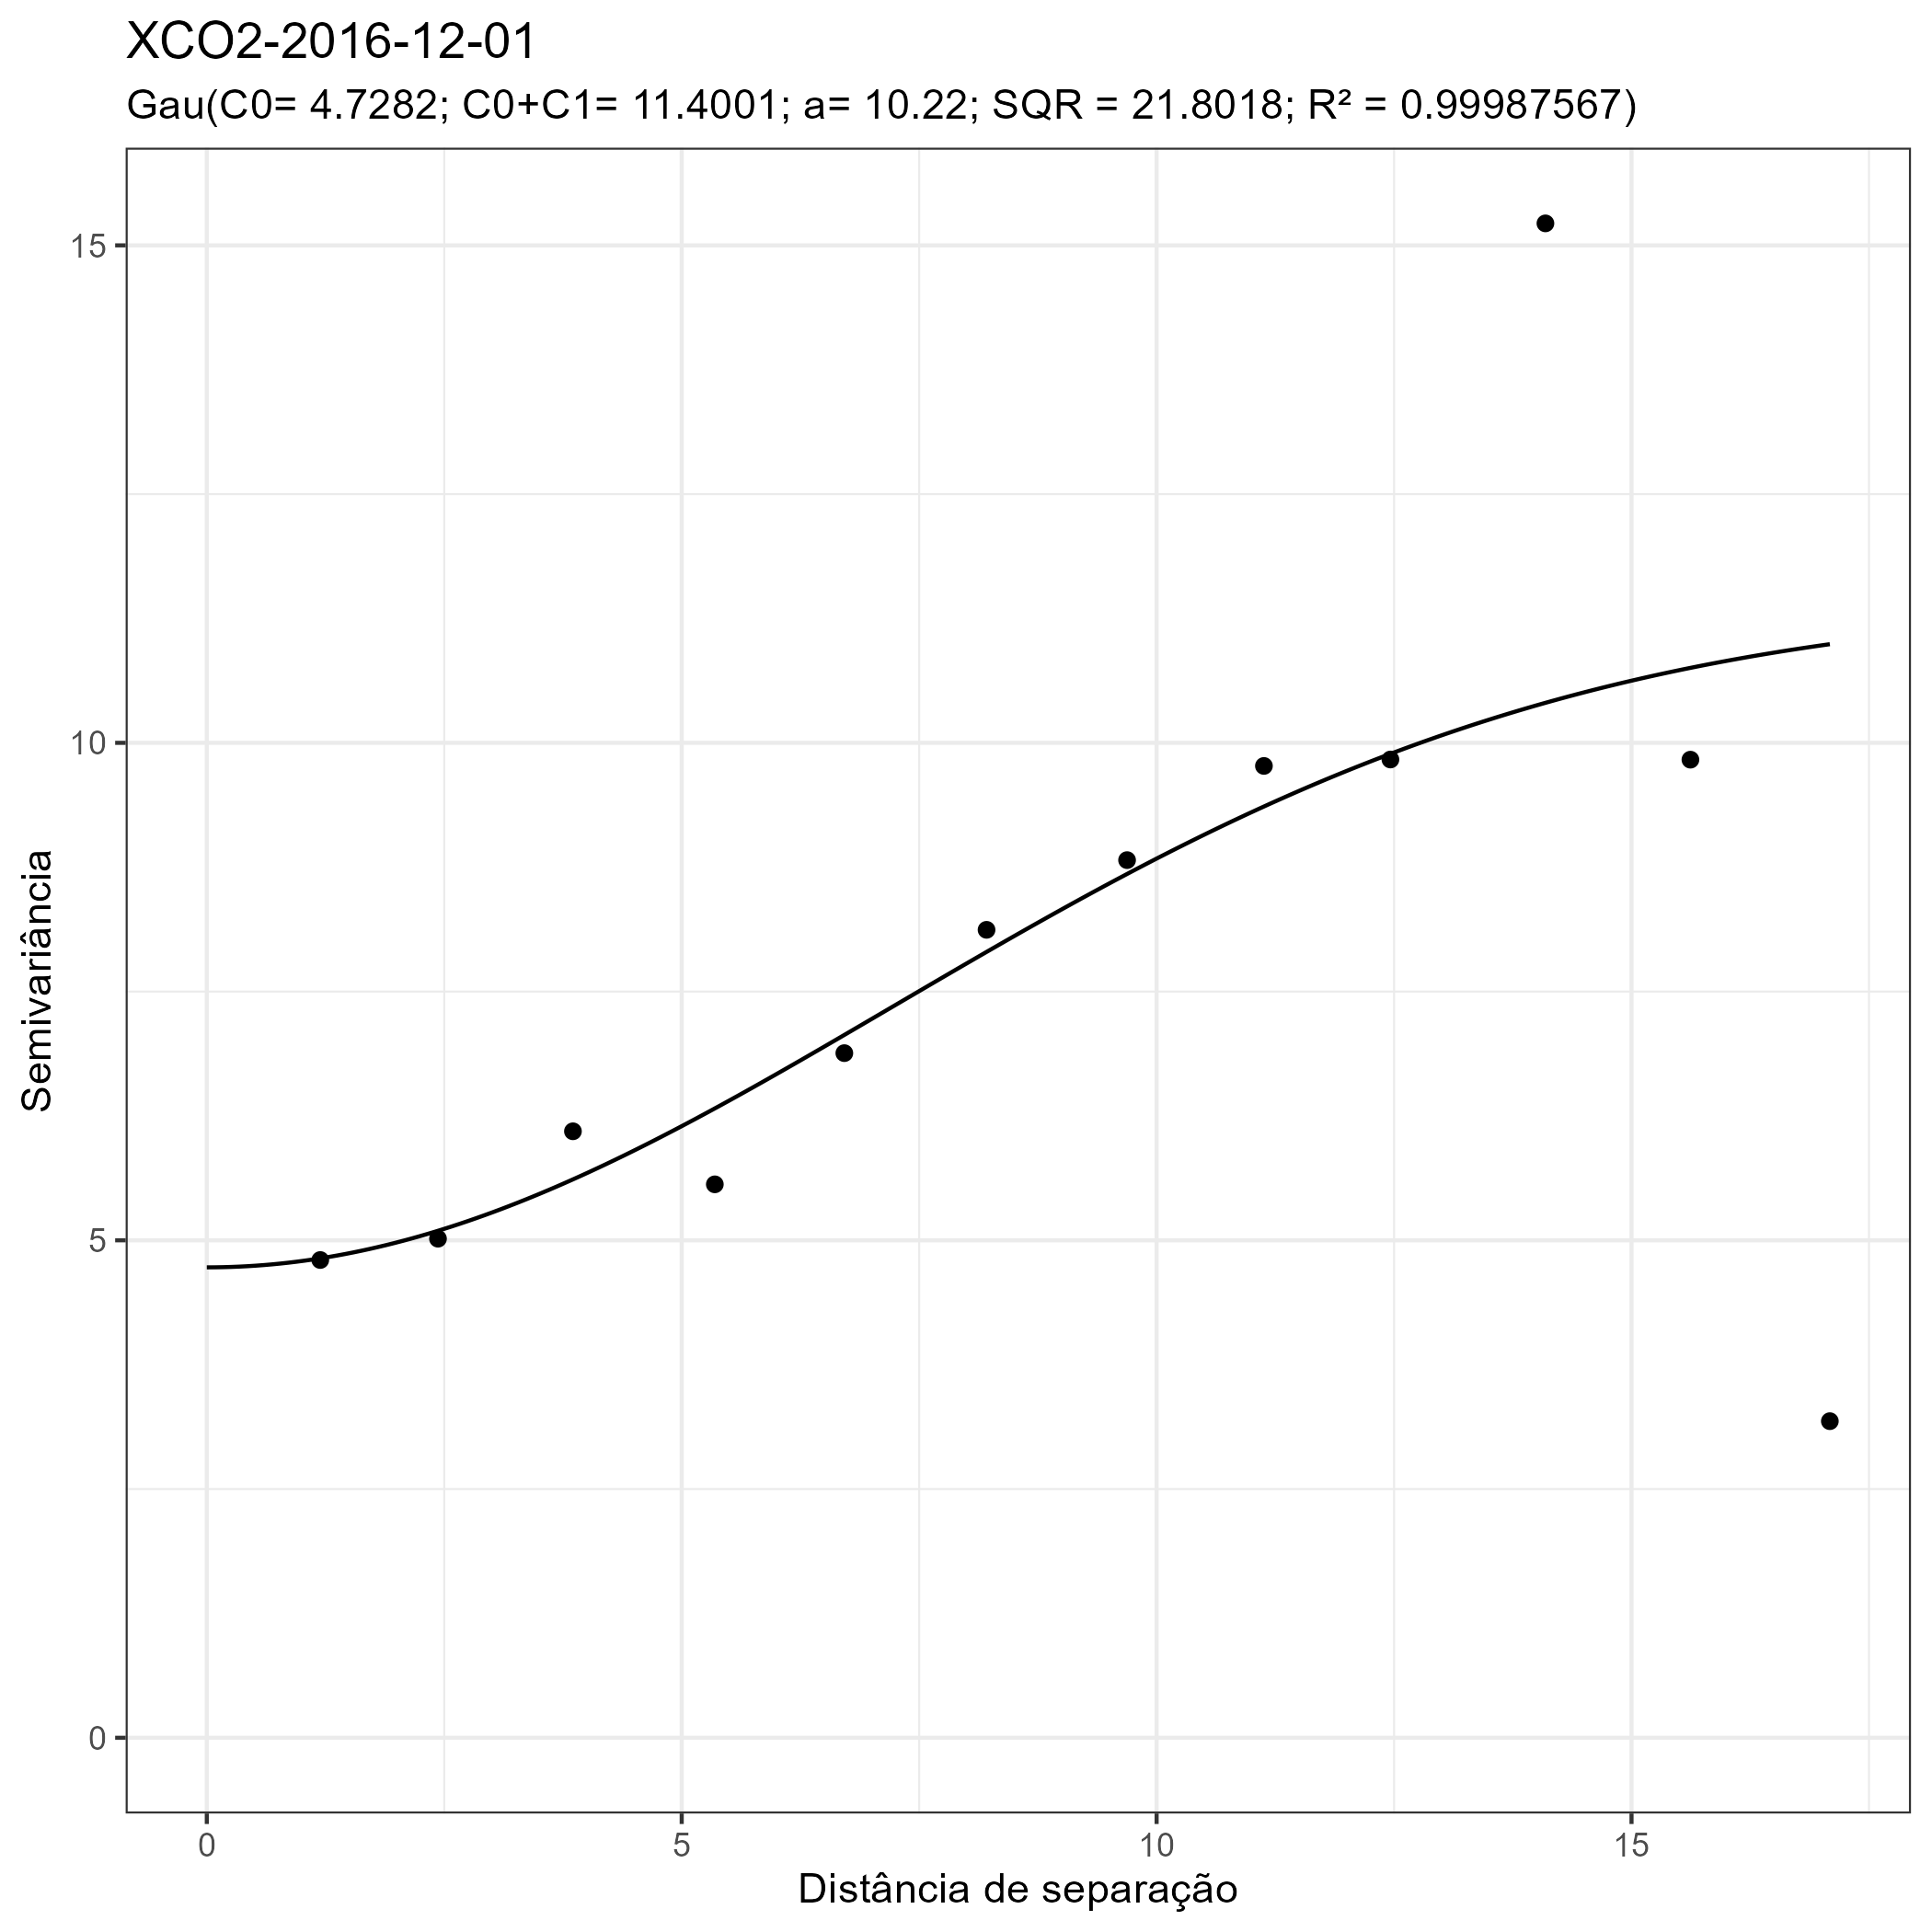 XCO2-2016-12-01
Gau(C0= 4.7282; C0+C1= 11.4001; a= 10.22; SQR = 21.8018; R² = 0.99987567)
15
10
5
0
Semivariância
0
5
10
15
Distância de separação